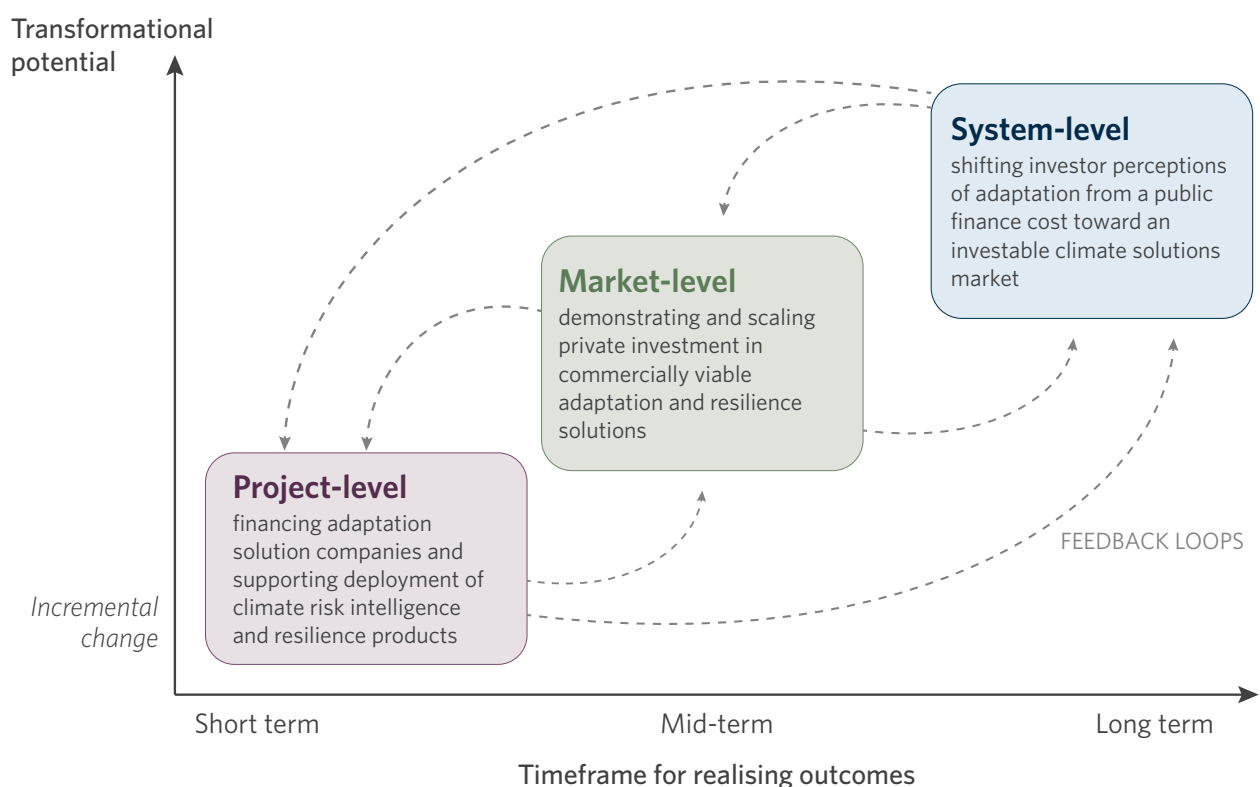 Transformational
potential
System-level
shifting investor perceptions
of adaptation from a public
finance cost toward an
investable climate solutions
market
Market-level
demonstrating and scaling
private investment in
commercially viable
adaptation and resilience
solutions
Project-level
financing adaptation
solution companies and
supporting deployment of
climate risk intelligence
and resilience products
FEEDBACK LOOPS
Incremental
change
Short term
Mid-term
Long term
Timeframe for realising outcomes